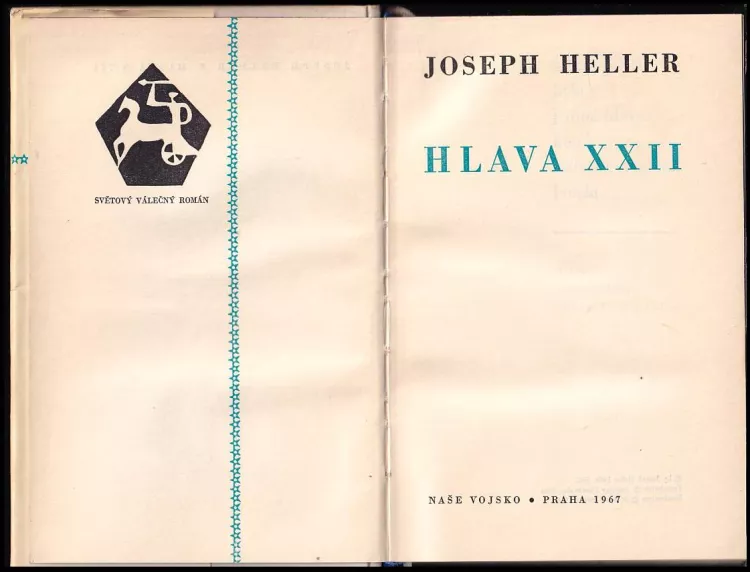 SVĚTOVÝ VÁLEČNÝ ROMÁN
JOSEPH HELLER
HLAVA XXII
NAŠE VOJSKO • PRAHA 1967